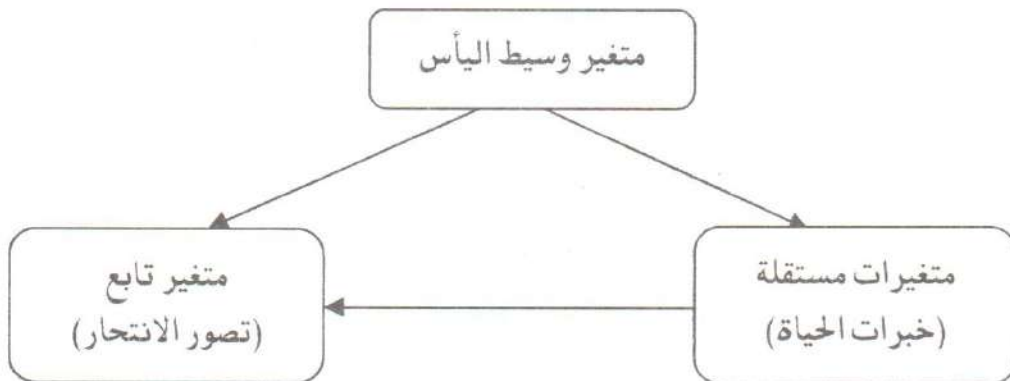 متغير وسيط اليأس
متغيرات مستقلة
(خبرات الحياة)
متغير تابع
(تصور الانتحار)